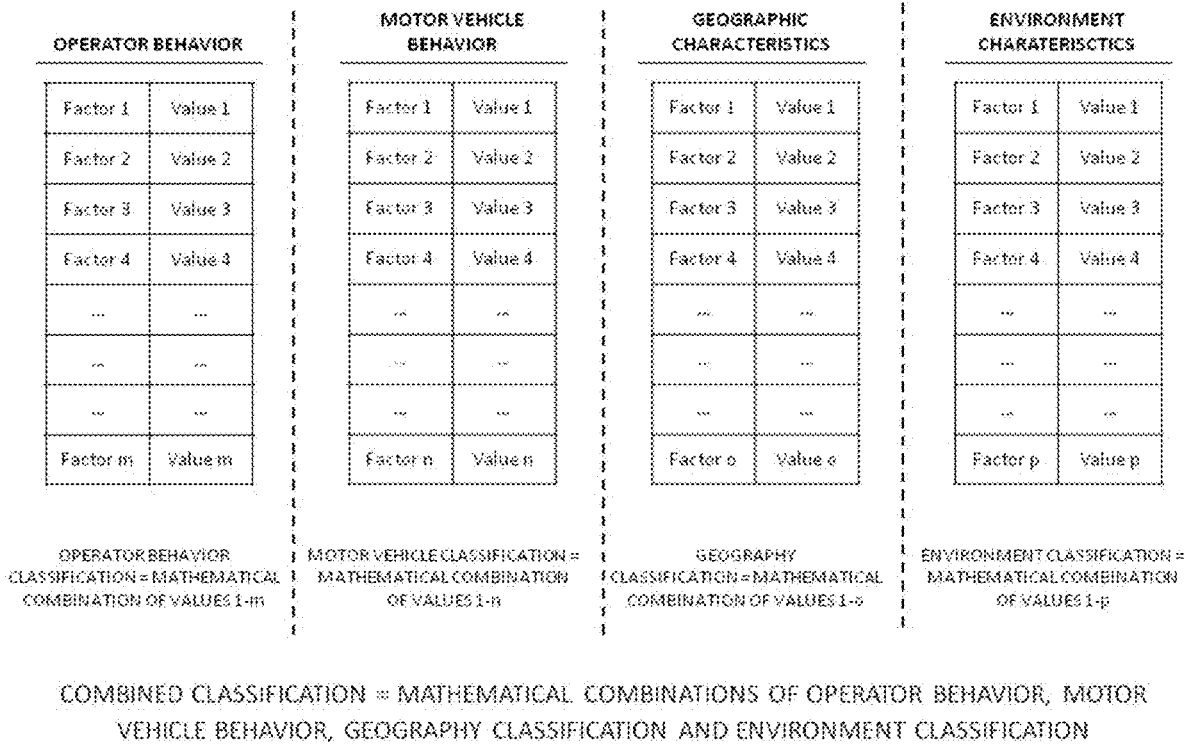 OPERATOR BEHAVIOR
Factor 1 Value 1
Factor 2 Value 2
Factor 3 Value 3
Factor 4 Value 4
... ...
... ...
... ...
Factor m Value m
OPERATOR BEHAVIOR
CLASSIFICATION = MATHEMATICAL
COMBINATION OF VALUES 1-m
MOTOR VEHICLE
BEHAVIOR
Factor 1 Value 1
Factor 2 Value 2
Factor 3 Value 3
Factor 4 Value 4
... ...
... ...
... ...
Factor n Value n
MOTOR VEHICLE CLASSIFICATION =
MATHEMATICAL COMBINATION
OF VALUES 1-n
GEOGRAPHIC
CHARACTERISTICS
Factor 1 Value 1
Factor 2 Value 2
Factor 3 Value 3
Factor 4 Value 4
... ...
... ...
... ...
Factor o Value o
GEOGRAPHY
CLASSIFICATION = MATHEMATICAL
COMBINATION OF VALUES 1-o
ENVIRONMENT
CHARATERISCTICS
Factor 1 Value 1
Factor 2 Value 2
Factor 3 Value 3
Factor 4 Value 4
... ...
... ...
... ...
Factor p Value p
ENVIRONMENT CLASSIFICATION =
MATHEMATICAL COMBINATION
OF VALUES 1-p
COMBINED CLASSIFICATION = MATHEMATICAL COMBINATIONS OF OPERATOR BEHAVIOR, MOTOR
VEHICLE BEHAVIOR, GEOGRAPHY CLASSIFICATION AND ENVIRONMENT CLASSIFICATION